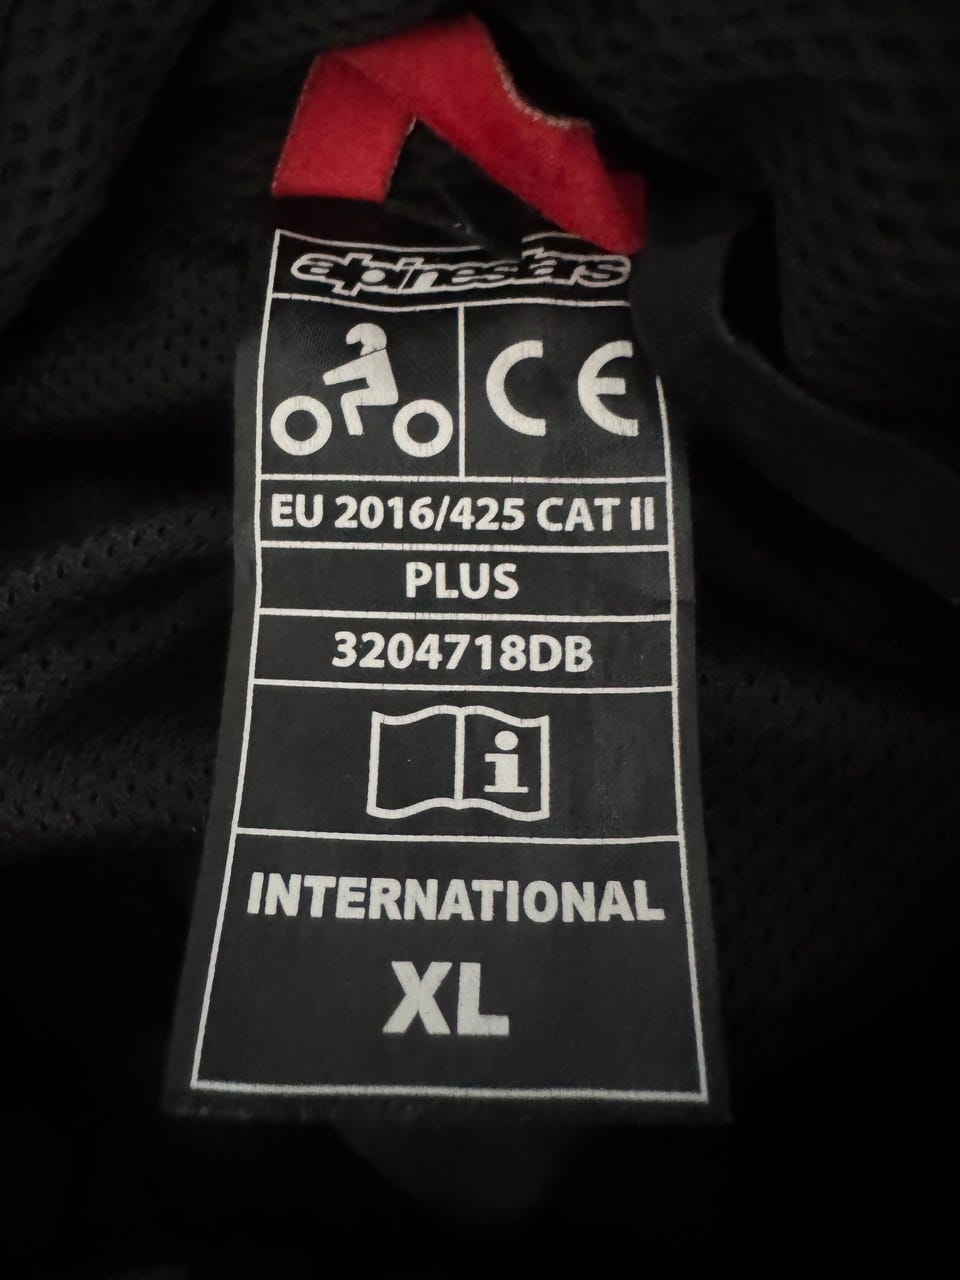 alpinestars
CE
EU 2016/425 CAT II
PLUS
3204718DB
i
INTERNATIONAL
XL